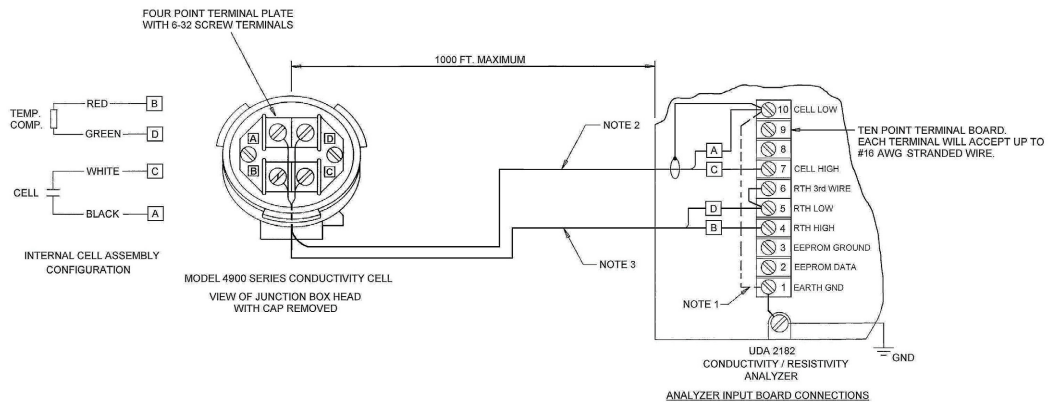 FOUR POINT TERMINAL PLATE
WITH 6-32 SCREW TERMINALS
1000 FT. MAXIMUM
TEMP.
COMP.
RED
B
GREEN
D
WHITE
C
CELL
BLACK
A
INTERNAL CELL ASSEMBLY
CONFIGURATION
A
D
B
C
MODEL 4900 SERIES CONDUCTIVITY CELL
VIEW OF JUNCTION BOX HEAD
WITH CAP REMOVED
NOTE 2
NOTE 3
A
C
D
B
NOTE 1
10 CELL LOW
9
8
7 CELL HIGH
6 RTH 3rd WIRE
5 RTH LOW
4 RTH HIGH
3 EEPROM GROUND
2 EEPROM DATA
1 EARTH GND
TEN POINT TERMINAL BOARD.
EACH TERMINAL WILL ACCEPT UP TO
#16 AWG STRANDED WIRE.
GND
UDA 2182
CONDUCTIVITY / RESISTIVITY
ANALYZER
ANALYZER INPUT BOARD CONNECTIONS